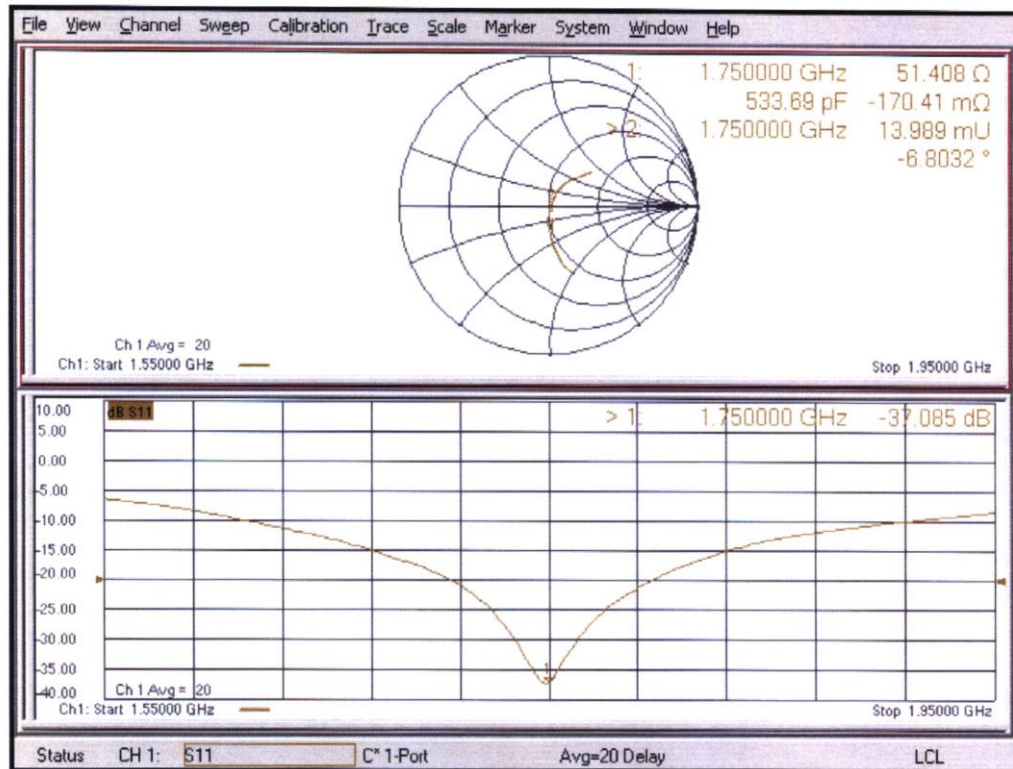 File View Channel Sweep Calibration Trace Scale Marker System Window Help
1: 1.750000 GHz 51.408 Ω
533.69 pF -170.41 mΩ
> 2: 1.750000 GHz 13.989 mU
-6.8032 °
Ch 1 Avg = 20
Ch1: Start 1.55000 GHz Stop 1.95000 GHz
10.00 dB S11 > 1: 1.750000 GHz -37.085 dB
5.00
0.00
-5.00
-10.00
-15.00
-20.00
-25.00
-30.00
-35.00 1
-40.00 Ch 1 Avg = 20
Ch1: Start 1.55000 GHz Stop 1.95000 GHz
Status CH 1: S11 C* 1-Port Avg=20 Delay LCL